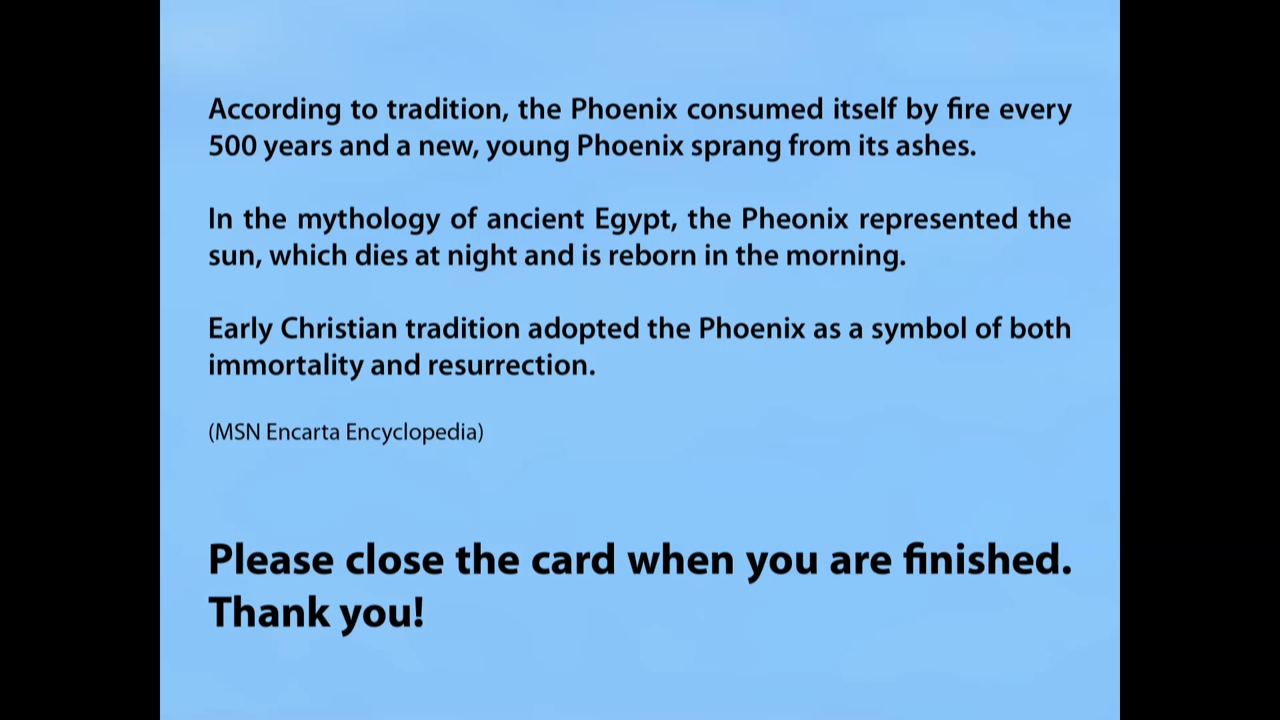 According to tradition, the Phoenix consumed itself by fire every
500 years and a new, young Phoenix sprang from its ashes.
In the mythology of ancient Egypt, the Pheonix represented the
sun, which dies at night and is reborn in the morning.
Early Christian tradition adopted the Phoenix as a symbol of both
immortality and resurrection.
(MSN Encarta Encyclopedia)
Please close the card when you are finished.
Thank you!